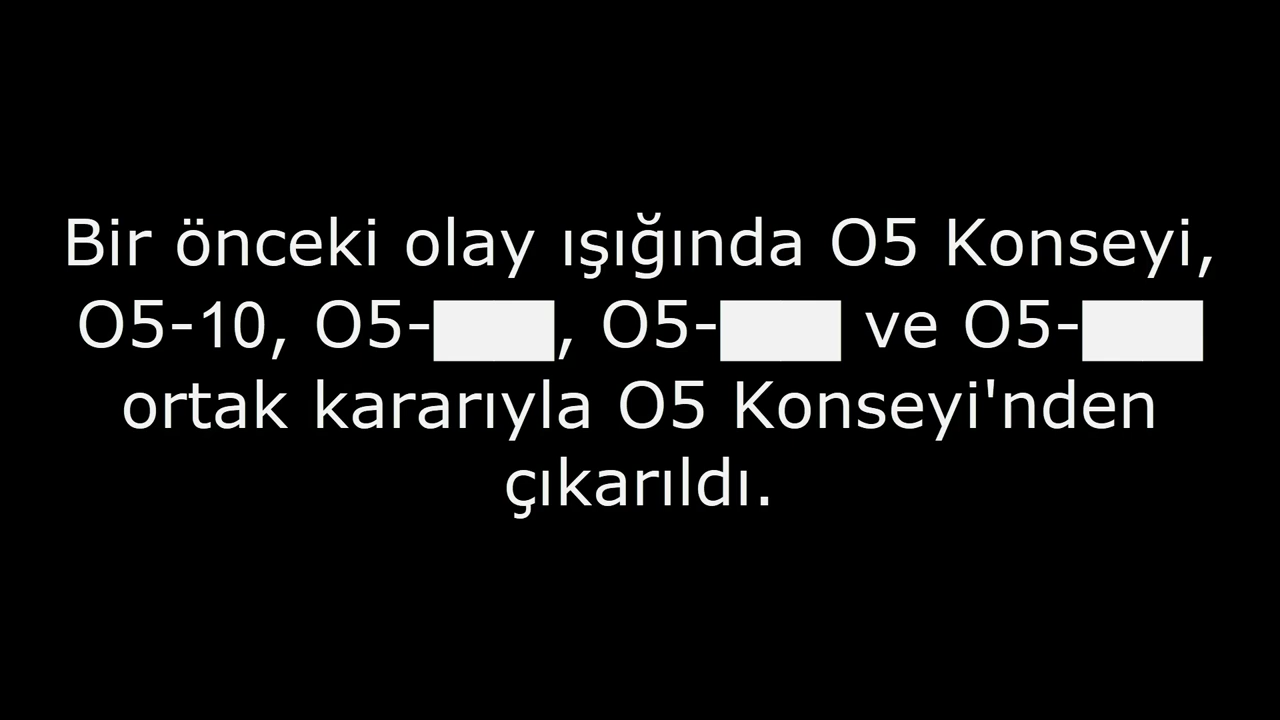 Bir önceki olay ışığında O5 Konseyi,
O5-10, O5-███, O5-███ ve O5-███
ortak kararıyla O5 Konseyi'nden
çıkarıldı.